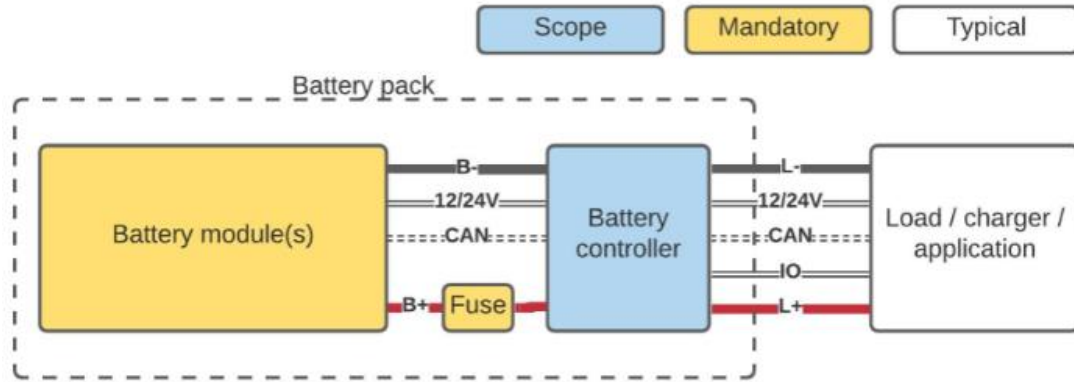 Scope
Mandatory
Typical
Battery pack
B-
L-
12/24V
12/24V
Battery module(s)
Battery
controller
Load / charger /
application
CAN
CAN
IO
B+
Fuse
L+